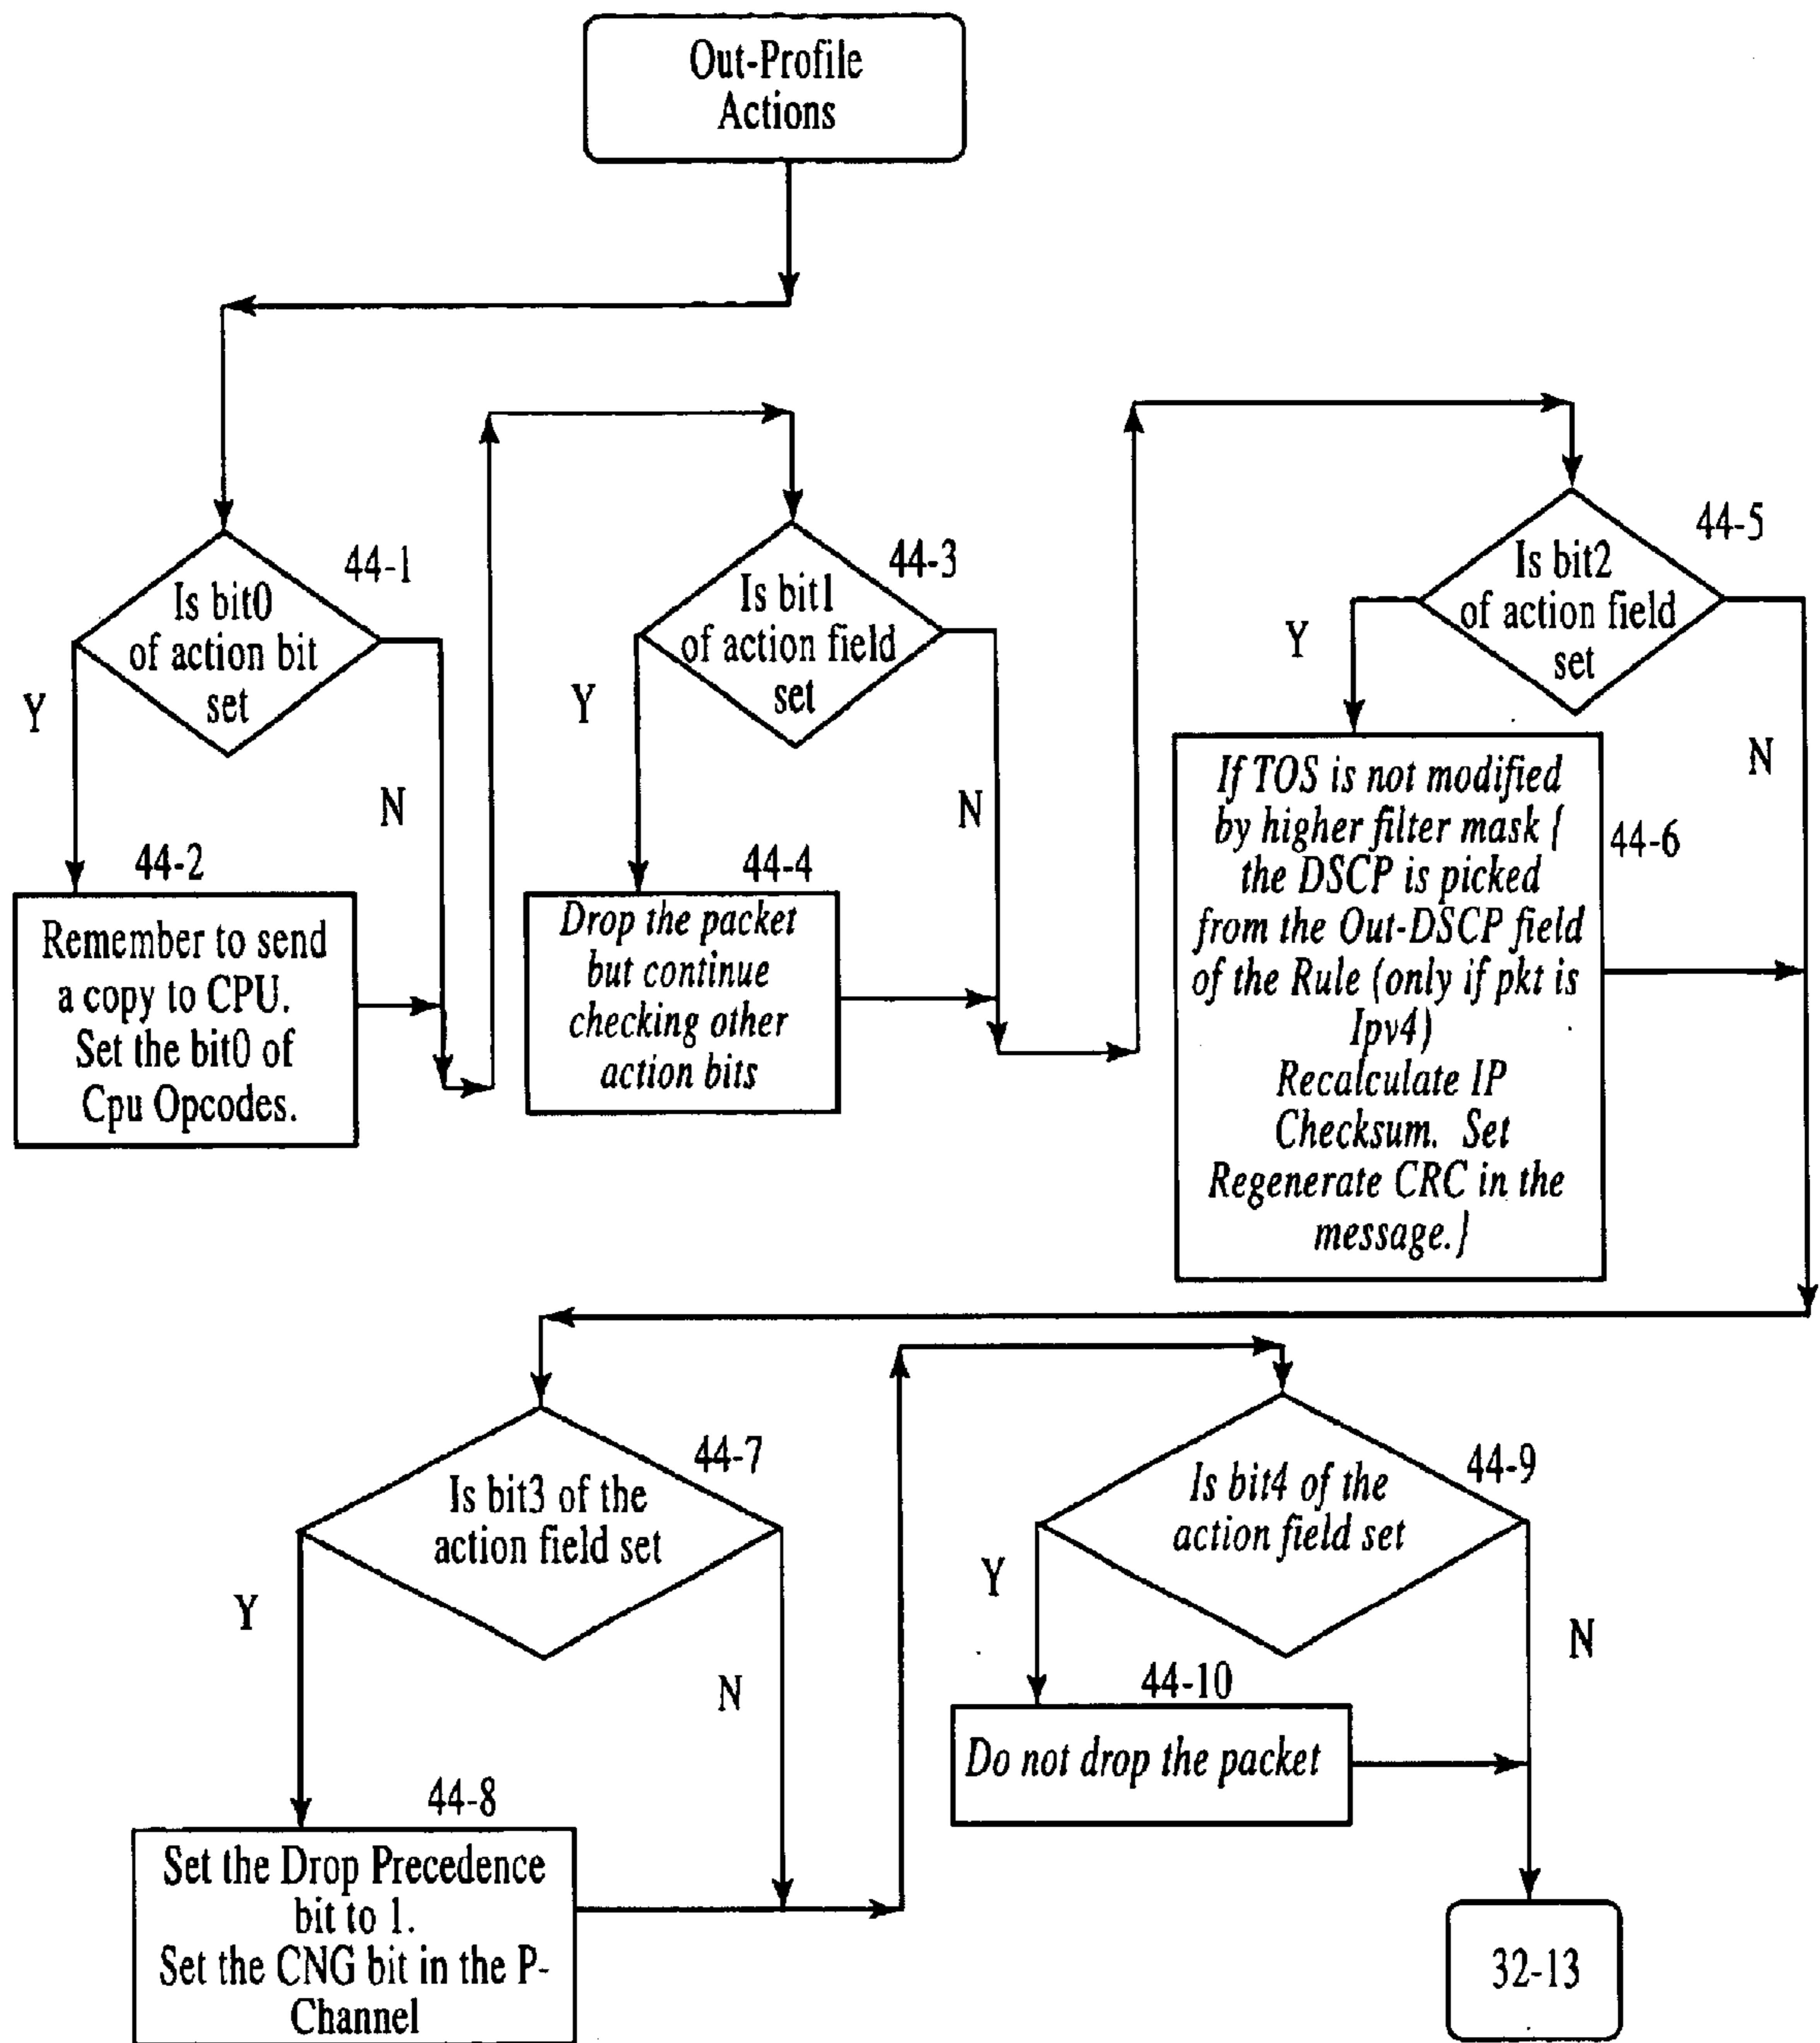 Out-Profile
Actions
44-1
Is bit0
of action bit
set
Y
N
44-2
Remember to send
a copy to CPU.
Set the bit0 of
Cpu Opcodes.
44-3
Is bit1
of action field
set
Y
N
44-4
Drop the packet
but continue
checking other
action bits
44-5
Is bit2
of action field
set
Y
N
44-6
If TOS is not modified
by higher filter mask [
the DSCP is picked
from the Out-DSCP field
of the Rule (only if pkt is
Ipv4)
Recalculate IP
Checksum. Set
Regenerate CRC in the
message.]
44-7
Is bit3 of the
action field set
Y
N
44-8
Set the Drop Precedence
bit to 1.
Set the CNG bit in the P-
Channel
44-9
Is bit4 of the
action field set
Y
N
44-10
Do not drop the packet
32-13